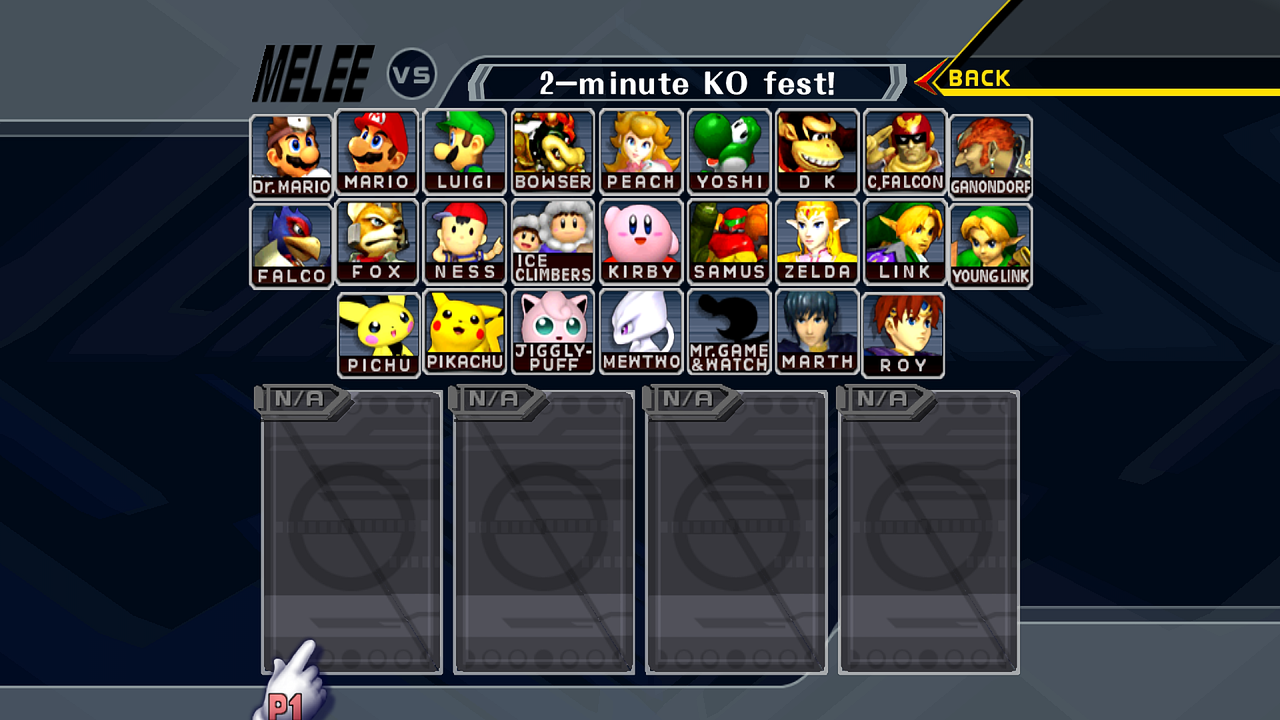 MELEE VS 2-minute KO fest! BACK
Dr.MARIO MARIO LUIGI BOWSER PEACH YOSHI D K C,FALCON GANONDORF
FALCO FOX NESS ICE CLIMBERS KIRBY SAMUS ZELDA LINK YOUNG LINK
PICHU PIKACHU JIGGLY-PUFF MEWTWO Mr.GAME &WATCH MARTH ROY
N/A N/A N/A N/A
P1